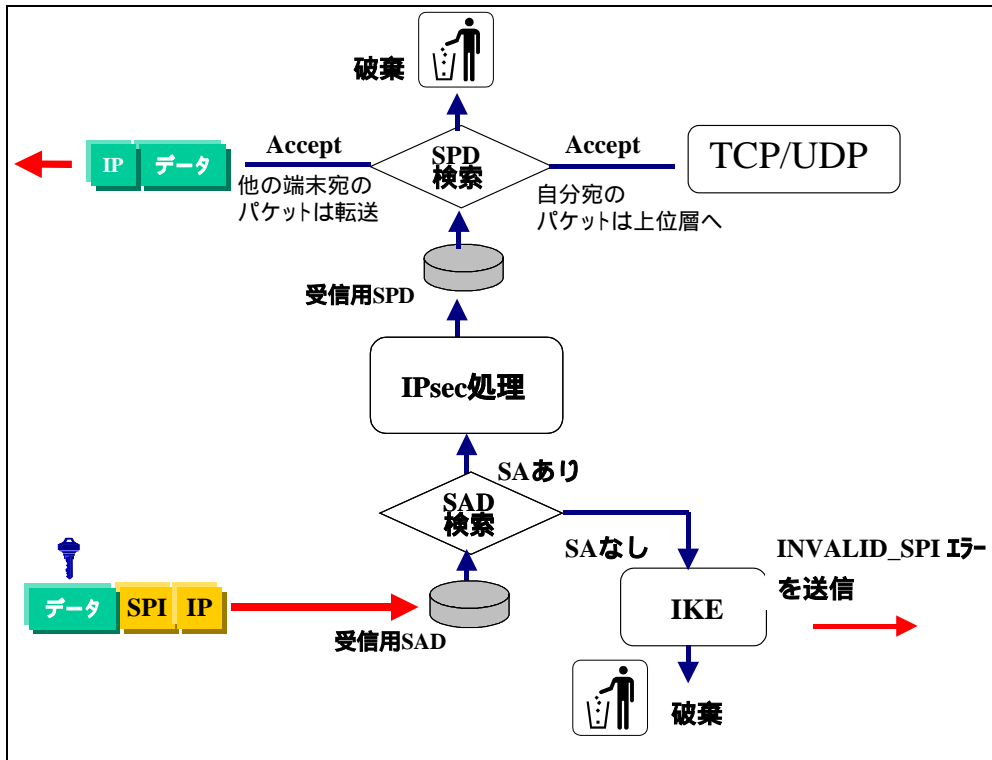 破棄
Accept
SPD
検索
Accept
TCP/UDP
IP
データ
他の端末宛の
パケットは転送
自分宛の
パケットは上位層へ
受信用SPD
IPsec処理
SAあり
SAD
検索
SAなし
INVALID_SPI エラー
を送信
データ
SPI
IP
IKE
受信用SAD
破棄